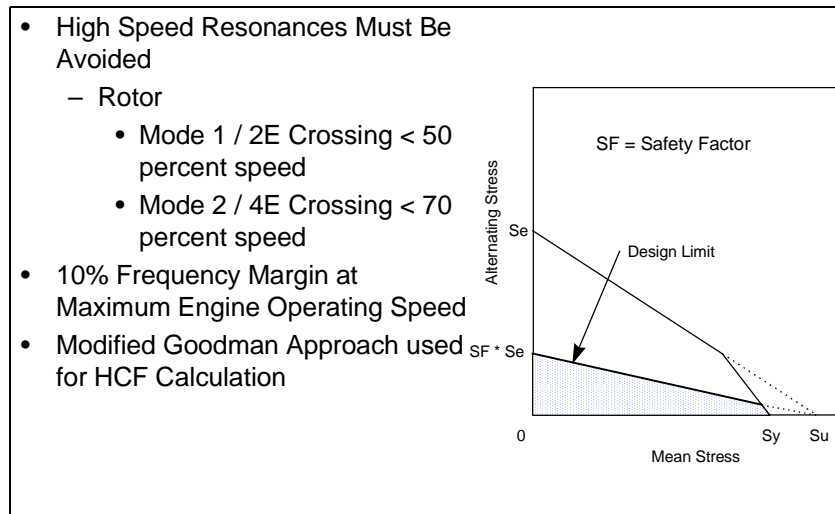 • High Speed Resonances Must Be
Avoided
– Rotor
• Mode 1 / 2E Crossing < 50
percent speed
• Mode 2 / 4E Crossing < 70
percent speed
• 10% Frequency Margin at
Maximum Engine Operating Speed
• Modified Goodman Approach used
for HCF Calculation
SF = Safety Factor
Alternating Stress
Se
Design Limit
SF * Se
0
Sy
Su
Mean Stress